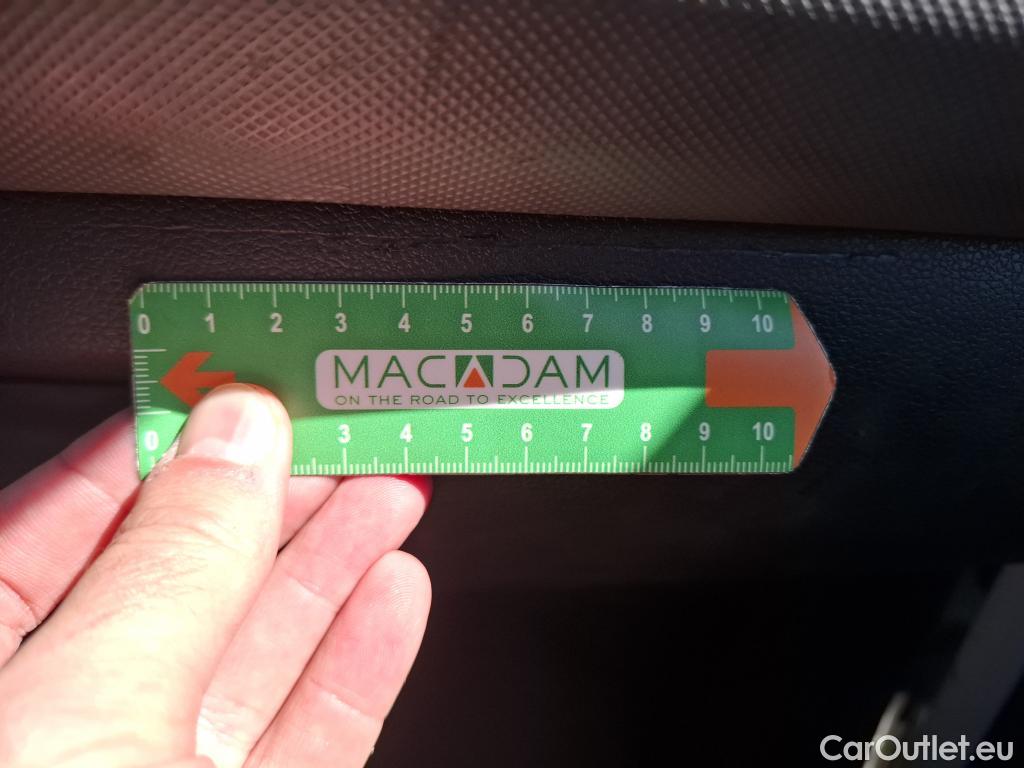 0 1 2 3 4 5 6 7 8 9 10
MACADAM
ON THE ROAD TO EXCELLENCE
0 3 4 5 6 7 8 9 10
CarOutlet.eu